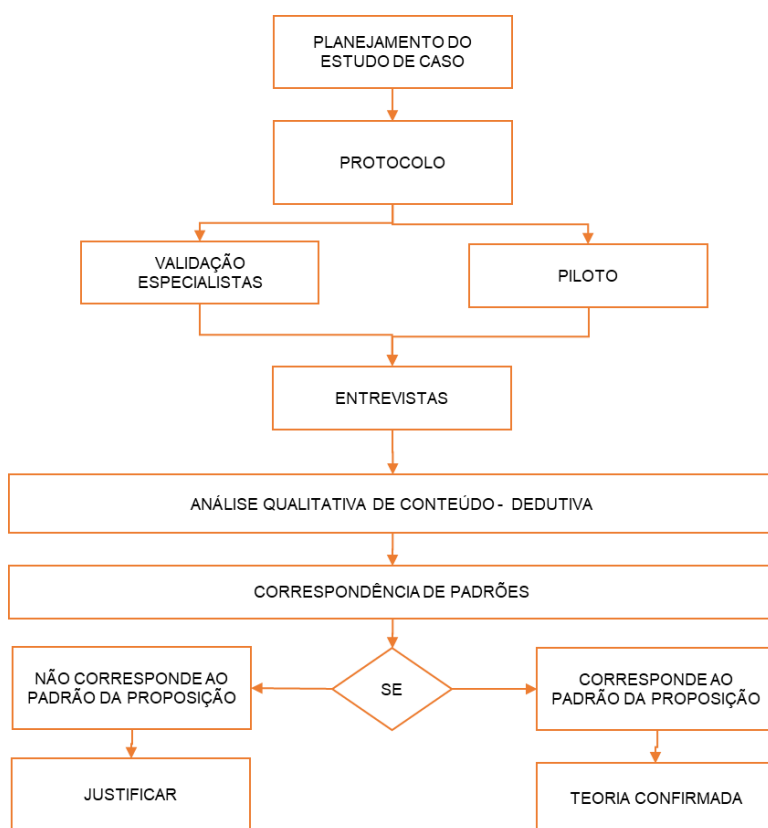 PLANEJAMENTO DO
ESTUDO DE CASO
PROTOCOLO
VALIDAÇÃO
ESPECIALISTAS
PILOTO
ENTREVISTAS
ANÁLISE QUALITATIVA DE CONTEÚDO - DEDUTIVA
CORRESPONDÊNCIA DE PADRÕES
NÃO CORRESPONDE AO
PADRÃO DA PROPOSIÇÃO
SE
CORRESPONDE AO
PADRÃO DA PROPOSIÇÃO
JUSTIFICAR
TEORIA CONFIRMADA